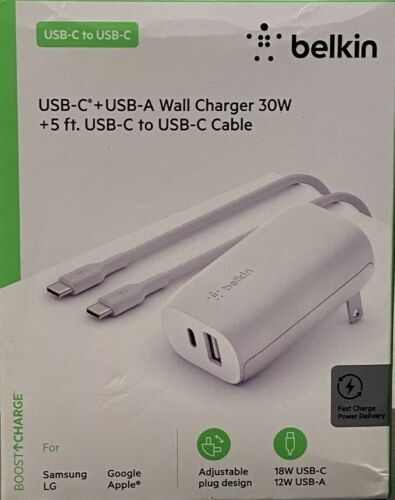 USB-C to USB-C
belkin
USB-C®+USB-A Wall Charger 30W
+5 ft. USB-C to USB-C Cable
belkin
Fast Charge
Power Delivery
BOOST↑CHARGE™
For
Samsung
LG
Google
Apple®
Adjustable
plug design
18W USB-C
12W USB-A